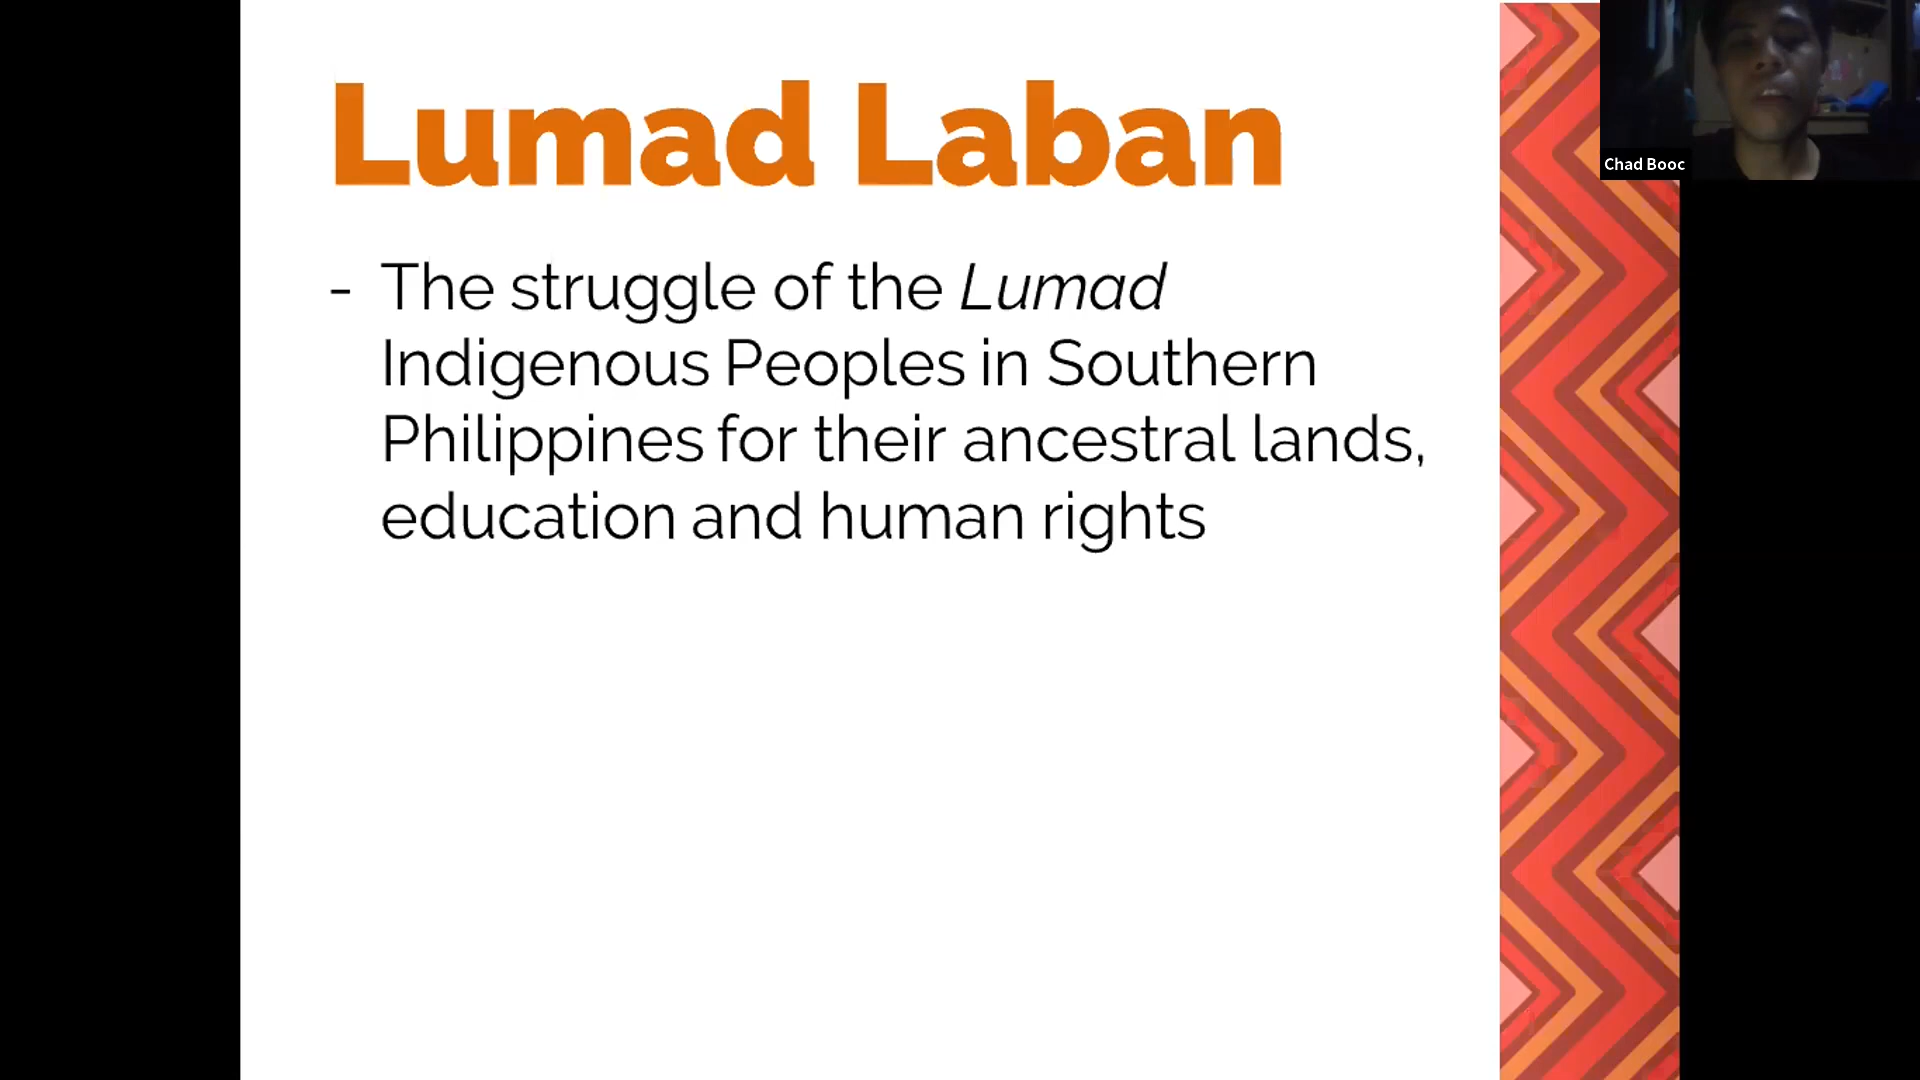 Lumad Laban
- The struggle of the Lumad
Indigenous Peoples in Southern
Philippines for their ancestral lands,
education and human rights
Chad Booc